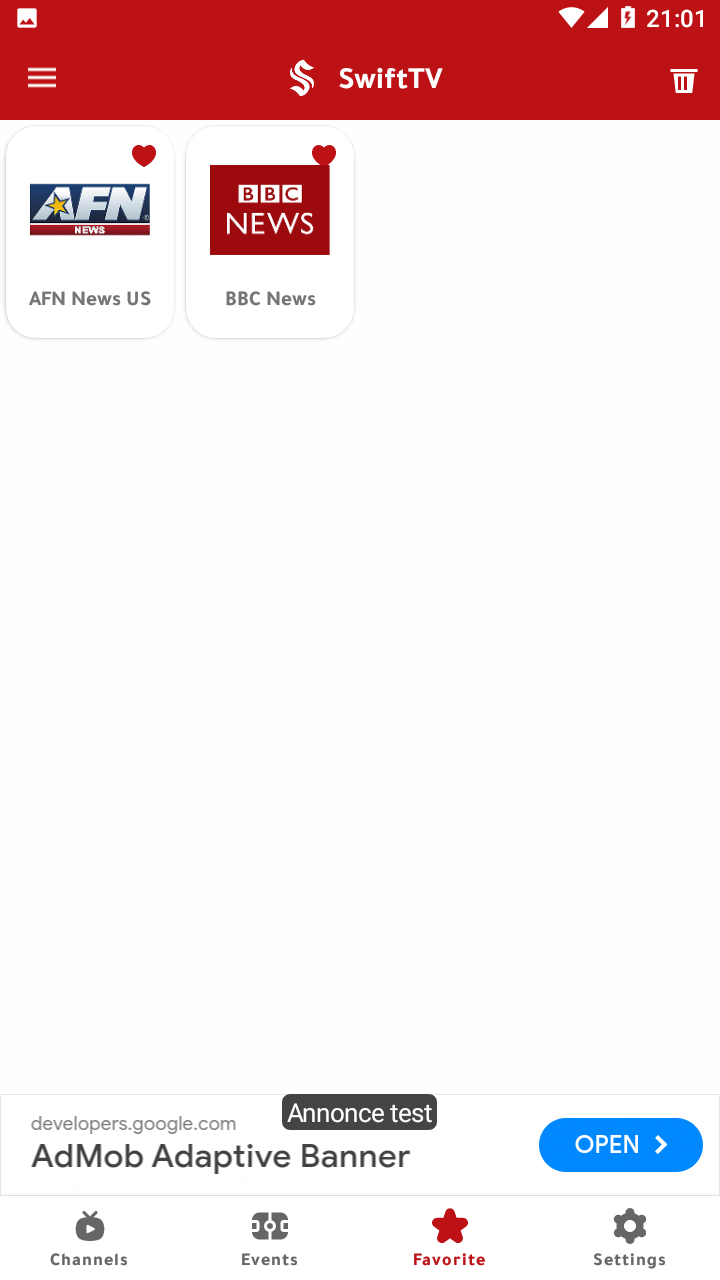 21:01
SwiftTV
AFN
NEWS
BBC
NEWS
AFN News US
BBC News
Annonce test
developers.google.com
AdMob Adaptive Banner
OPEN
Channels
Events
Favorite
Settings